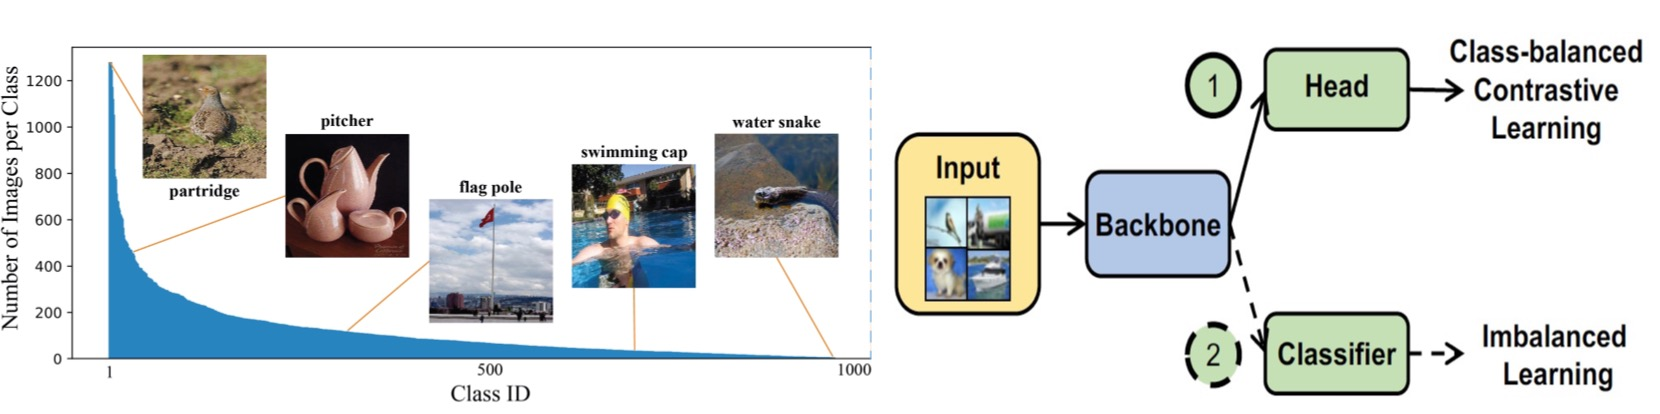 Number of Images per Class
1200
1000
800
600
400
200
0
1
500
1000
Class ID
partridge
pitcher
flag pole
swimming cap
water snake
Input
Backbone
1
Head
Class-balanced
Contrastive
Learning
2
Classifier
Imbalanced
Learning